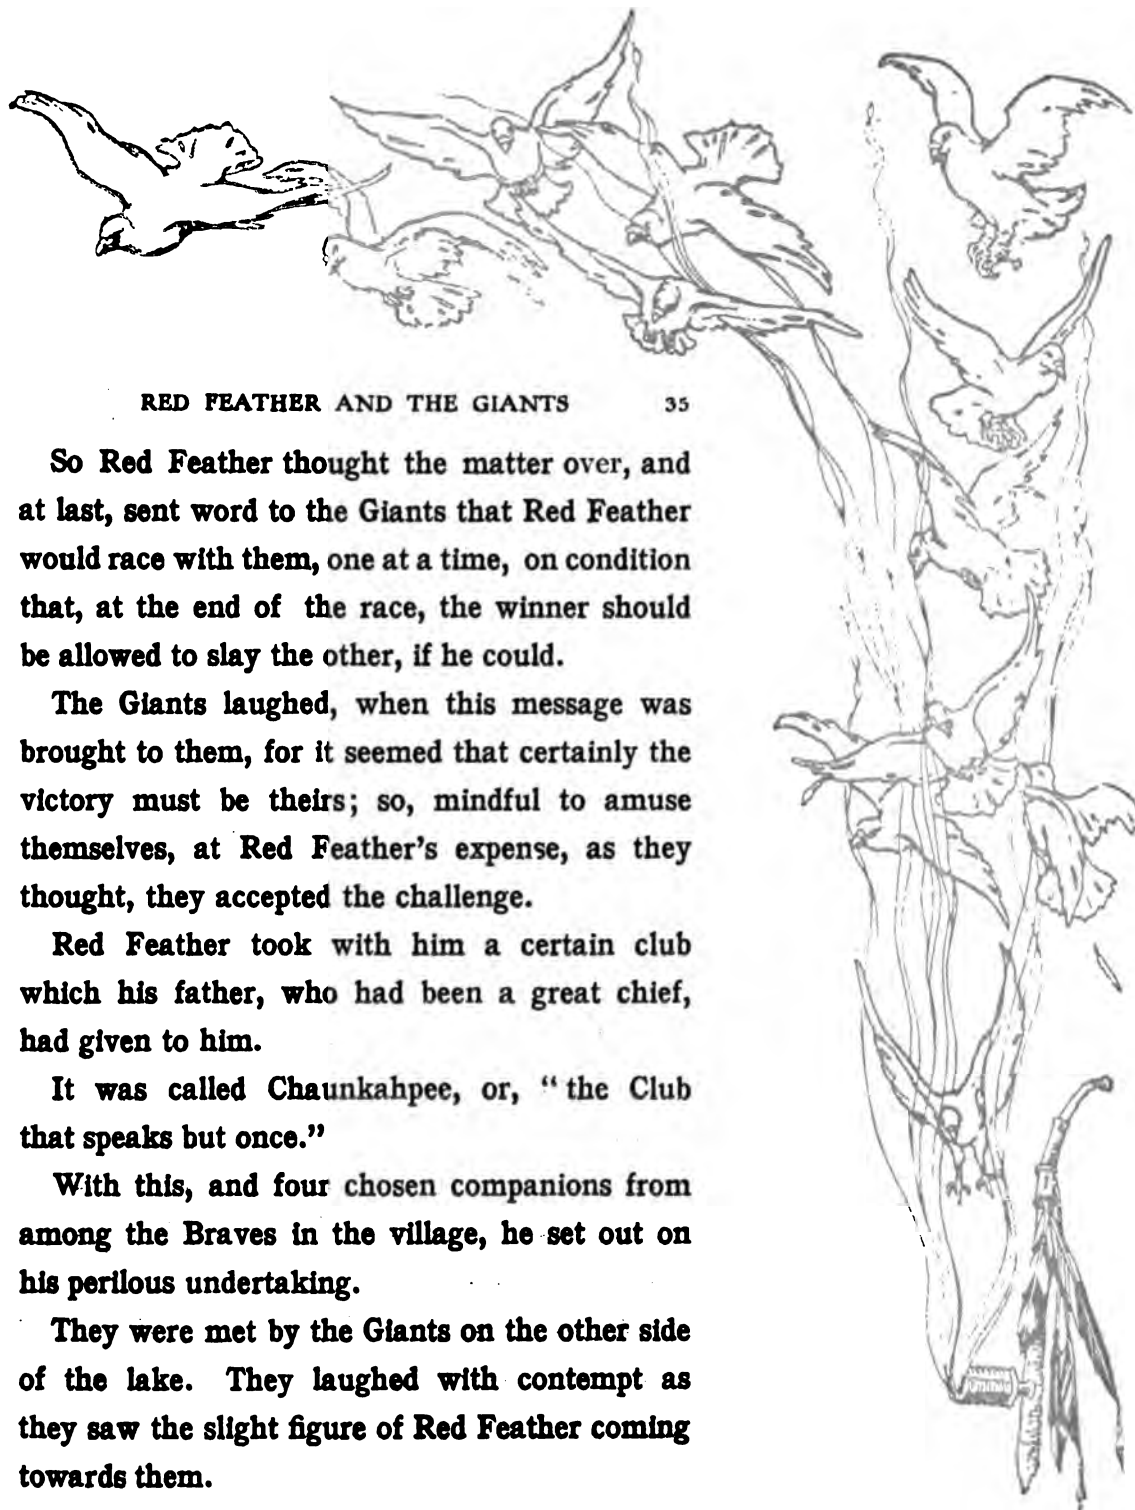 RED FEATHER AND THE GIANTS 35
So Red Feather thought the matter over, and
at last, sent word to the Giants that Red Feather
would race with them, one at a time, on condition
that, at the end of the race, the winner should
be allowed to slay the other, if he could.
The Giants laughed, when this message was
brought to them, for it seemed that certainly the
victory must be theirs; so, mindful to amuse
themselves, at Red Feather's expense, as they
thought, they accepted the challenge.
Red Feather took with him a certain club
which his father, who had been a great chief,
had given to him.
It was called Chaunkahpee, or, "the Club
that speaks but once."
With this, and four chosen companions from
among the Braves in the village, he set out on
his perilous undertaking.
They were met by the Giants on the other side
of the lake. They laughed with contempt as
they saw the slight figure of Red Feather coming
towards them.